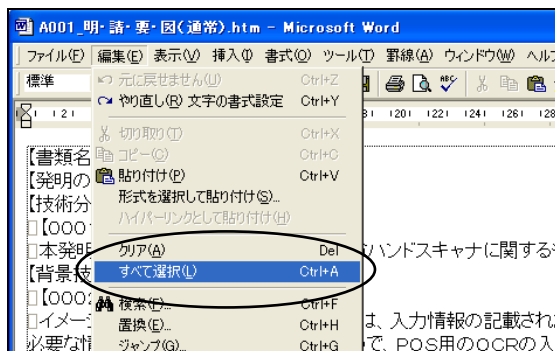 A001_明・請・要・図(通常).htm - Microsoft Word
ファイル(F) 編集(E) 表示(V) 挿入(I) 書式(O) ツール(T) 罫線(A) ウィンドウ(W) ヘル
標準
元に戻せません(U) Ctrl+Z
やり直し(R) 文字の書式設定 Ctrl+Y
切り取り(T) Ctrl+X
コピー(C) Ctrl+C
貼り付け(P) Ctrl+V
形式を選択して貼り付け(S)...
ハイパーリンクとして貼り付け(H)
クリア(A) Del
すべて選択(L) Ctrl+A
検索(F)... Ctrl+F
置換(E)... Ctrl+H
ジャンプ(G)... Ctrl+G
2 120 122 124 126 128
【書類名
【発明の
【技術分
【000
本発明 ハンドスキャナに関する
【背景技
【000
イメー は、入力情報の記載され
必要な情 で、POS用のOCRの入